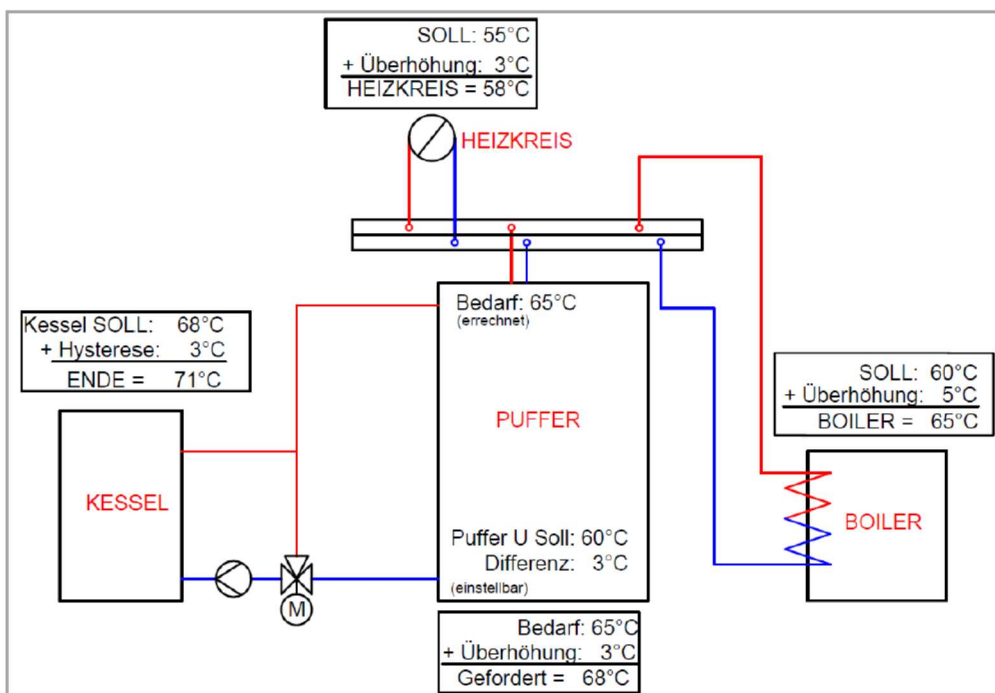 SOLL: 55°C
+ Überhöhung: 3°C
HEIZKREIS = 58°C
HEIZKREIS
Bedarf: 65°C
(errechnet)
Kessel SOLL: 68°C
+ Hysterese: 3°C
ENDE = 71°C
SOLL: 60°C
+ Überhöhung: 5°C
BOILER = 65°C
PUFFER
KESSEL
BOILER
Puffer U Soll: 60°C
Differenz: 3°C
(einstellbar)
M
Bedarf: 65°C
+ Überhöhung: 3°C
Gefordert = 68°C